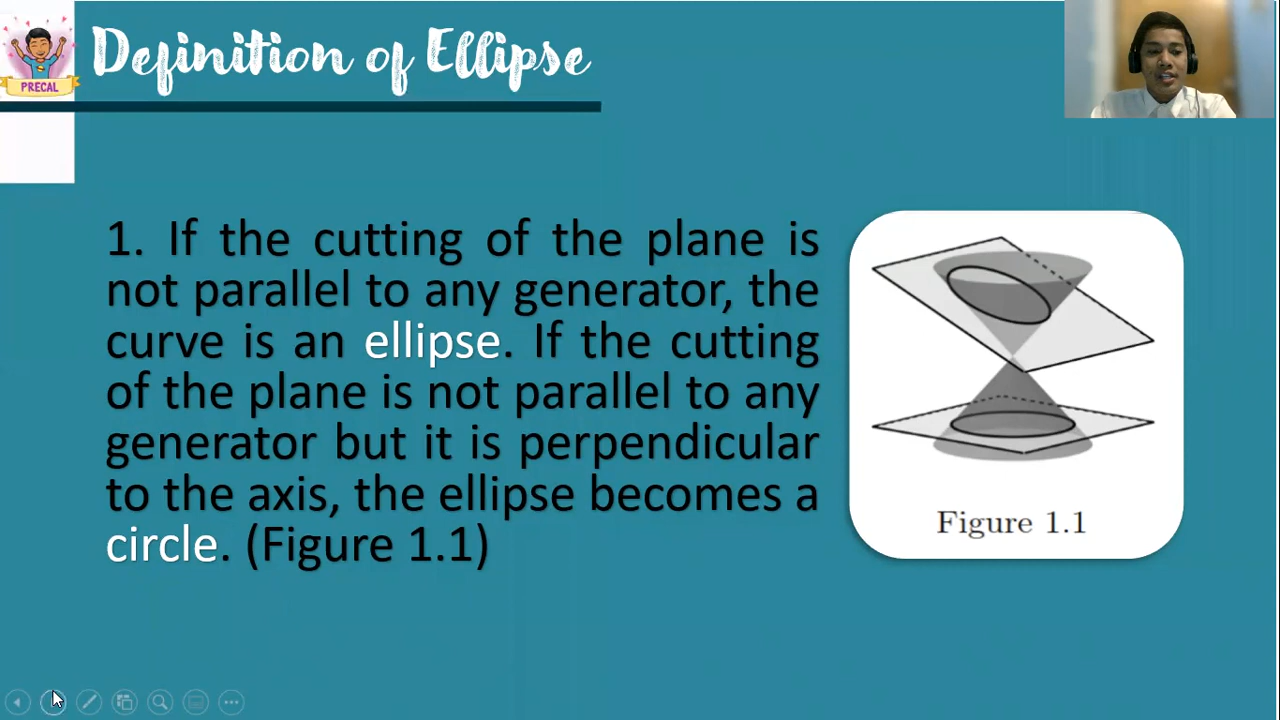 Definition of Ellipse
PRECAL
1. If the cutting of the plane is
not parallel to any generator, the
curve is an ellipse. If the cutting
of the plane is not parallel to any
generator but it is perpendicular
to the axis, the ellipse becomes a
circle. (Figure 1.1)
Figure 1.1